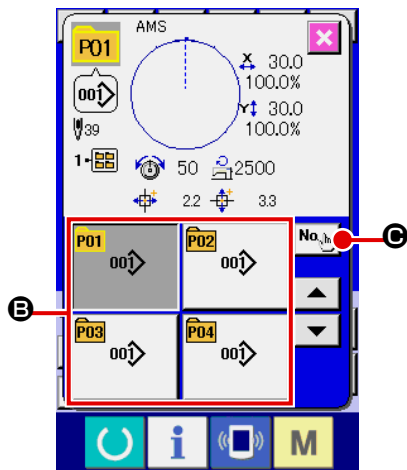 AMS
P01
X 30.0
100.0%
001
Y 30.0
100.0%
39
1-
50 2500
2.2 3.3
P01 P02 No.
001 001
C
B
P03 P04
001 001
i M